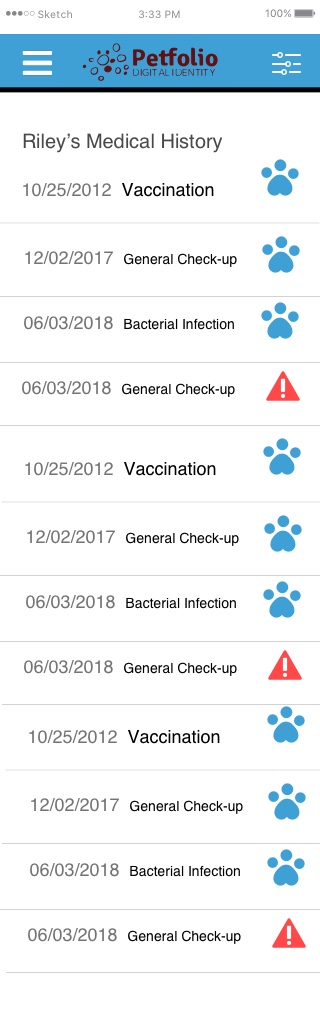 Sketch 3:33 PM 100%
Petfolio
DIGITAL IDENTITY
Riley’s Medical History
10/25/2012 Vaccination
12/02/2017 General Check-up
06/03/2018 Bacterial Infection
06/03/2018 General Check-up
10/25/2012 Vaccination
12/02/2017 General Check-up
06/03/2018 Bacterial Infection
06/03/2018 General Check-up
10/25/2012 Vaccination
12/02/2017 General Check-up
06/03/2018 Bacterial Infection
06/03/2018 General Check-up